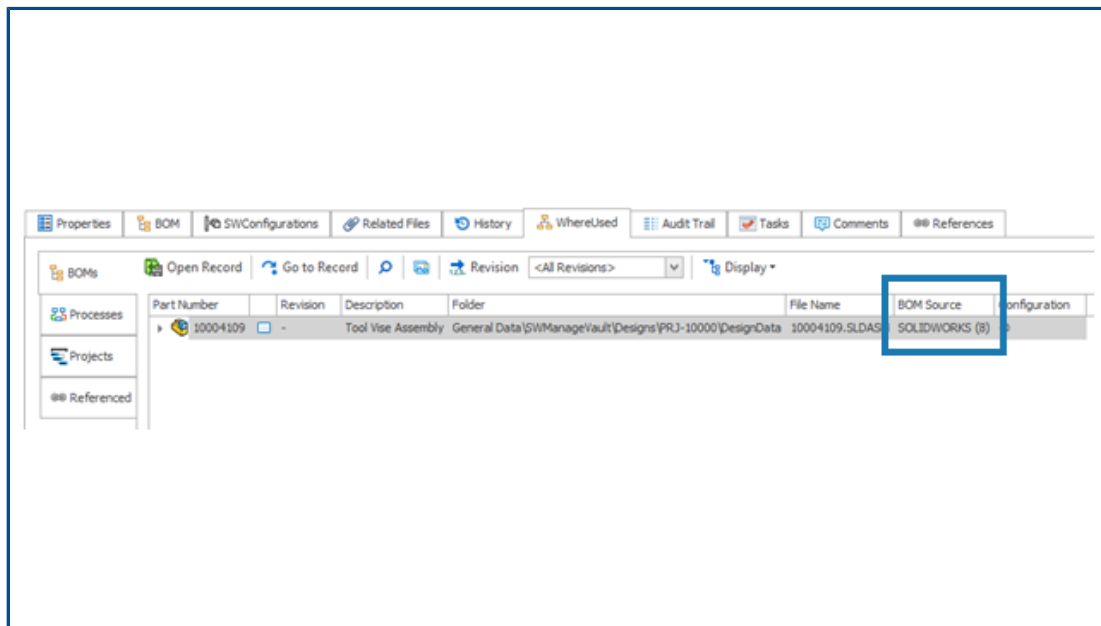 Properties BOM SWConfigurations Related Files History WhereUsed Audit Trail Tasks Comments References
BOMs Open Record Go to Record Revision <All Revisions> Display
Part Number Revision Description Folder File Name BOM Source onfiguration
10004109 - Tool Vise Assembly General Data\SWManageVault\Designs\PRJ-10000\DesignData 10004109.SLDAS SOLIDWORKS (8)
Processes
Projects
Referenced